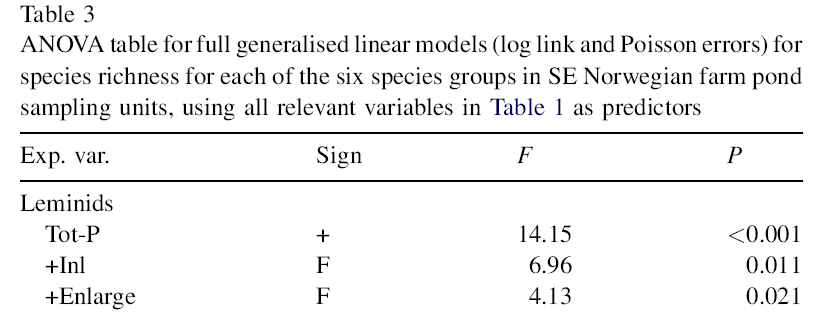 Table 3
ANOVA table for full generalised linear models (log link and Poisson errors) for
species richness for each of the six species groups in SE Norwegian farm pond
sampling units, using all relevant variables in Table 1 as predictors
Exp. var. Sign F P
Leminids
Tot-P + 14.15 <0.001
+Inl F 6.96 0.011
+Enlarge F 4.13 0.021